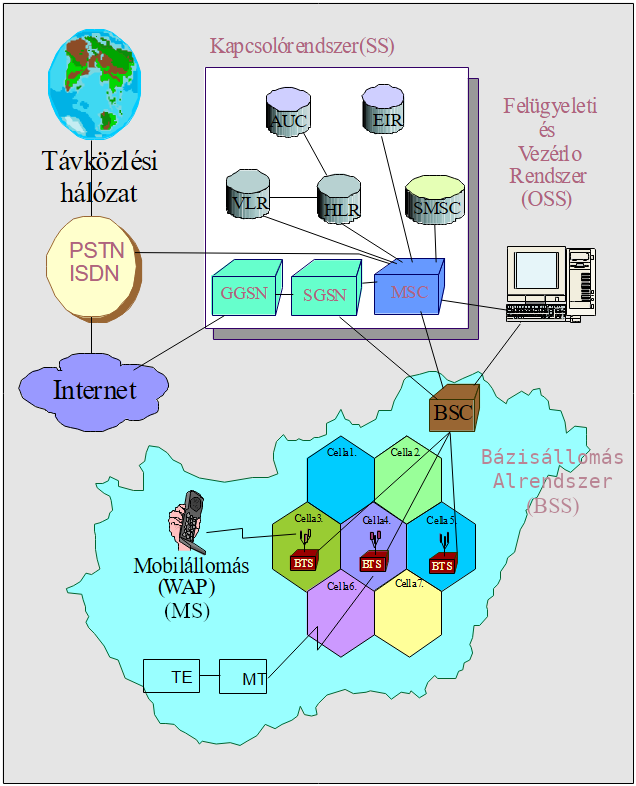 Kapcsolórendszer(SS)
Távközlési
hálózat
AUC
EIR
VLR
HLR
SMSC
Felügyeleti
és
Vezérlo
Rendszer
(OSS)
PSTN
ISDN
GGSN
SGSN
MSC
Internet
BSC
Bázisállomás
Alrendszer
(BSS)
Cella1.
Cella2.
Cella3.
Cella4.
Cella5.
BTS
BTS
BTS
Cella6.
Cella7.
Mobilállomás
(WAP)
(MS)
TE
MT